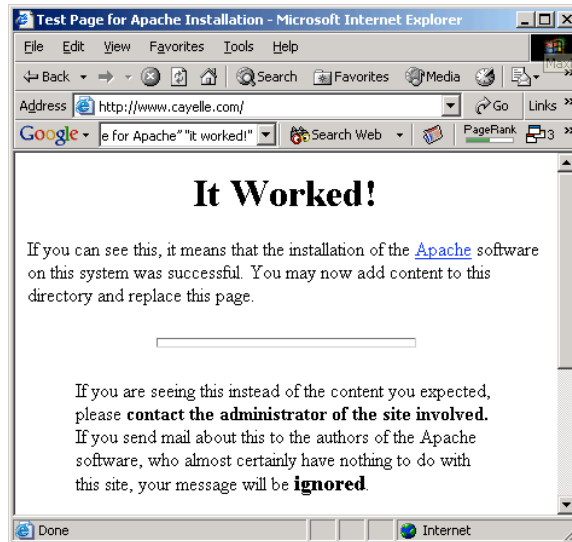 Test Page for Apache Installation - Microsoft Internet Explorer
File Edit View Favorites Tools Help
Back Search Favorites Media
Address http://www.cayelle.com/ Go Links »
Google e for Apache" "it worked!" Search Web PageRank 3 »
It Worked!
If you can see this, it means that the installation of the Apache software
on this system was successful. You may now add content to this
directory and replace this page.
If you are seeing this instead of the content you expected,
please contact the administrator of the site involved.
If you send mail about this to the authors of the Apache
software, who almost certainly have nothing to do with
this site, your message will be ignored.
Done Internet